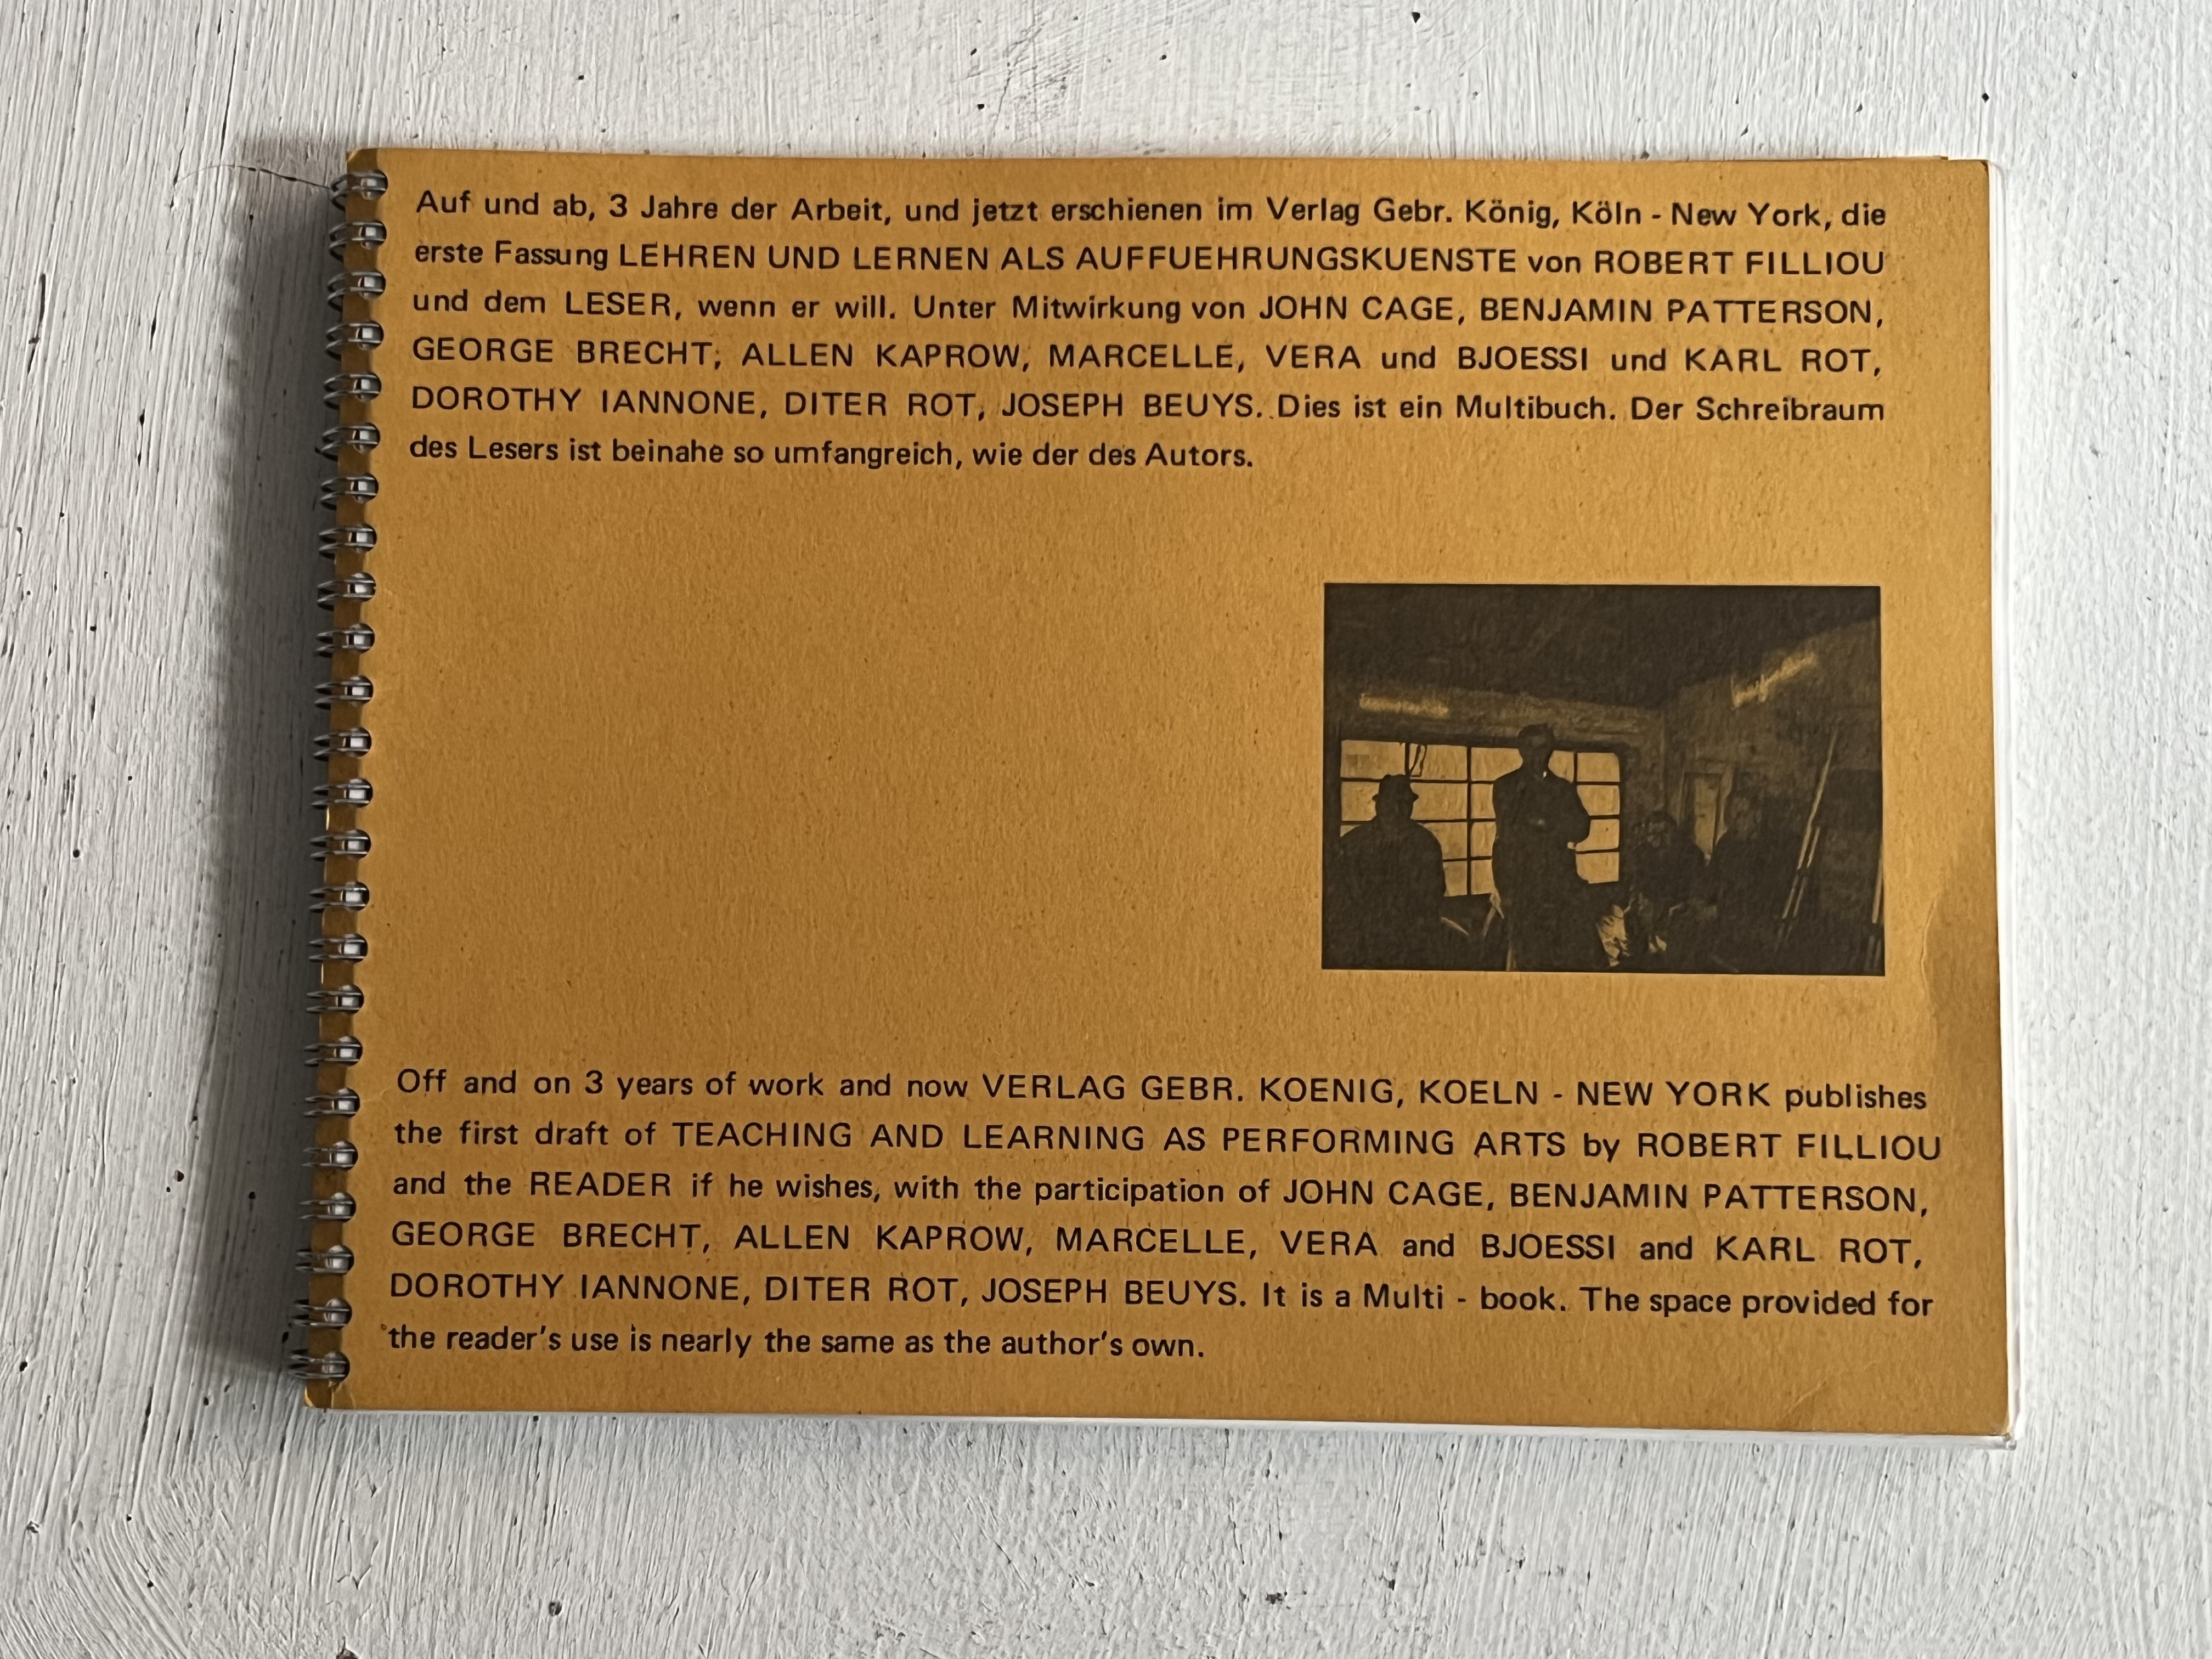 Auf und ab, 3 Jahre der Arbeit, und jetzt erschienen im Verlag Gebr. König, Köln - New York, die
erste Fassung LEHREN UND LERNEN ALS AUFFUEHRUNGSKUENSTE von ROBERT FILLIOU
und dem LESER, wenn er will. Unter Mitwirkung von JOHN CAGE, BENJAMIN PATTERSON,
GEORGE BRECHT, ALLEN KAPROW, MARCELLE, VERA und BJOESSI und KARL ROT,
DOROTHY IANNONE, DITER ROT, JOSEPH BEUYS. Dies ist ein Multibuch. Der Schreibraum
des Lesers ist beinahe so umfangreich, wie der des Autors.
Off and on 3 years of work and now VERLAG GEBR. KOENIG, KOELN - NEW YORK publishes
the first draft of TEACHING AND LEARNING AS PERFORMING ARTS by ROBERT FILLIOU
and the READER if he wishes, with the participation of JOHN CAGE, BENJAMIN PATTERSON,
GEORGE BRECHT, ALLEN KAPROW, MARCELLE, VERA and BJOESSI and KARL ROT,
DOROTHY IANNONE, DITER ROT, JOSEPH BEUYS. It is a Multi - book. The space provided for
the reader's use is nearly the same as the author's own.